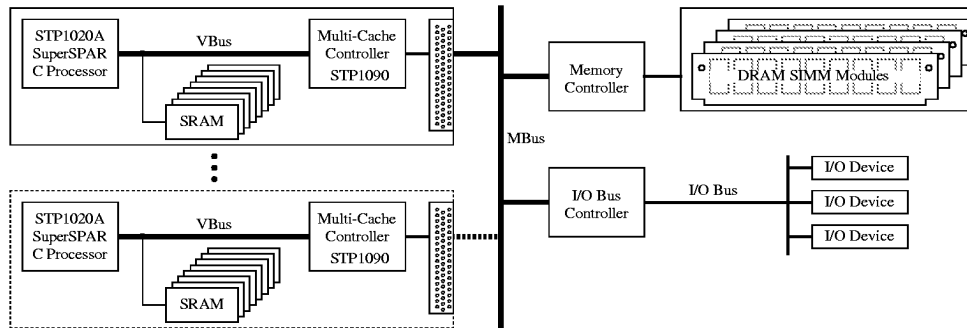 STP1020A
SuperSPAR
C Processor
VBus
Multi-Cache
Controller
STP1090
SRAM
MBus
Memory
Controller
DRAM SIMM Modules
I/O Bus
Controller
I/O Bus
I/O Device
I/O Device
I/O Device
STP1020A
SuperSPAR
C Processor
VBus
Multi-Cache
Controller
STP1090
SRAM